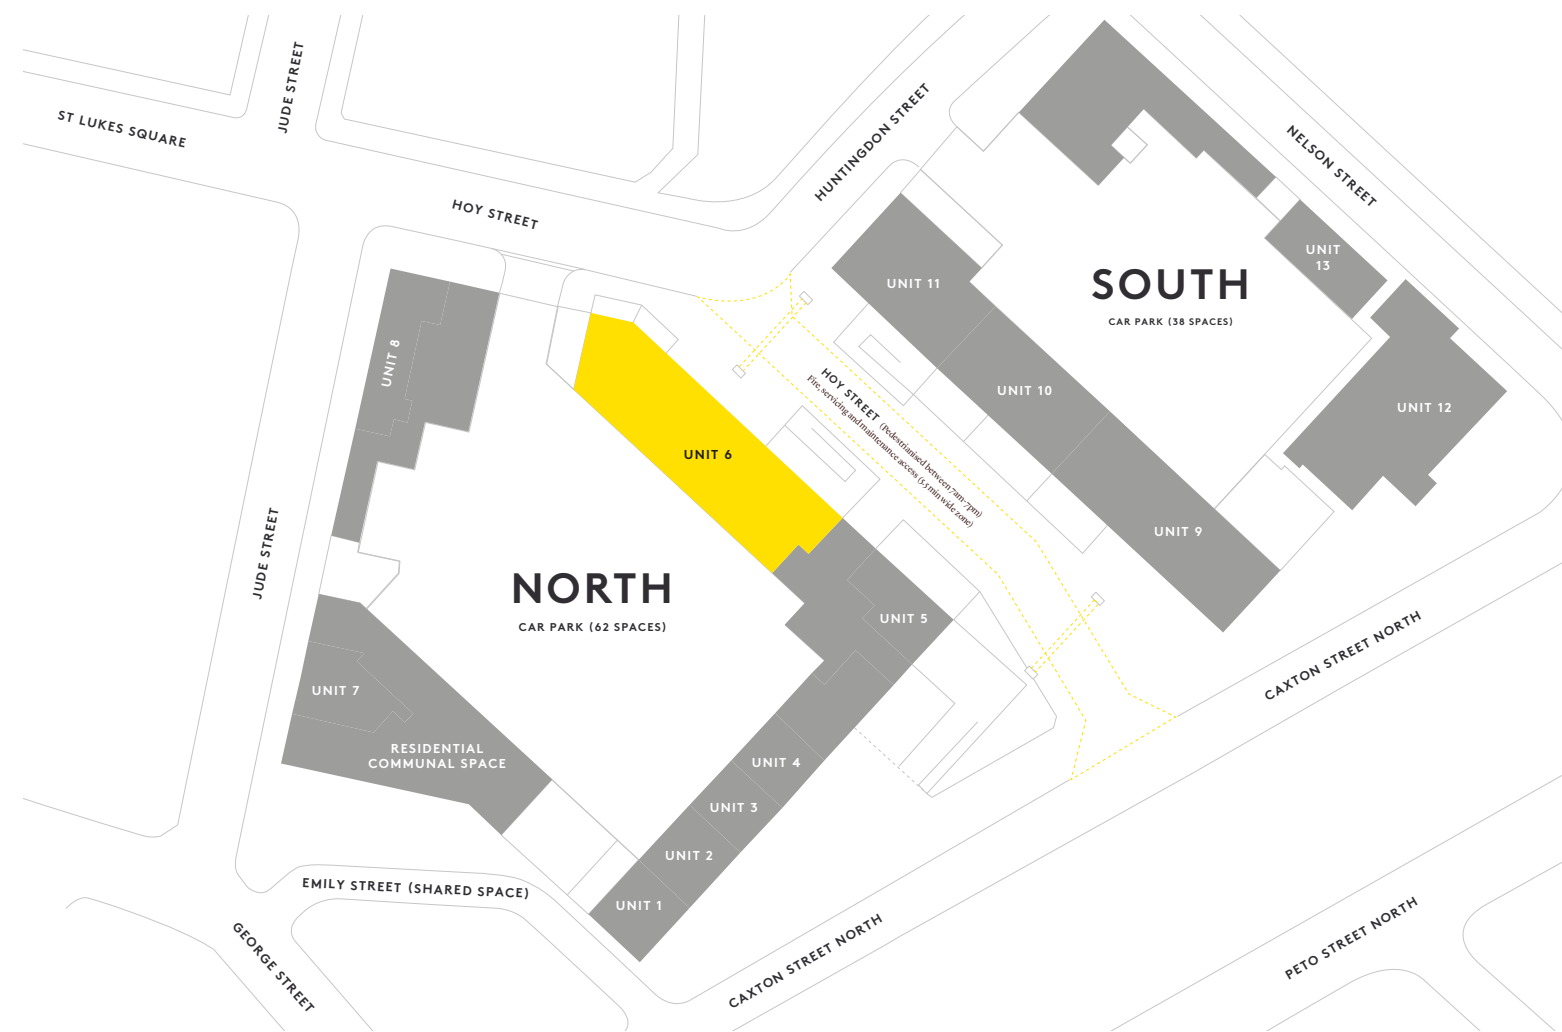 ST LUKES SQUARE
JUDE STREET
HOY STREET
HUNTINGDON STREET
NELSON STREET
UNIT 8
UNIT 11
UNIT
13
SOUTH
CAR PARK (38 SPACES)
UNIT 10
UNIT 12
HOY STREET (Pedestrianised between 7am-7pm)
Fire, servicing and maintenance access (3.5 min wide zone)
UNIT 6
UNIT 9
JUDE STREET
NORTH
CAR PARK (62 SPACES)
UNIT 5
UNIT 7
RESIDENTIAL
COMMUNAL SPACE
UNIT 4
UNIT 3
UNIT 2
UNIT 1
CAXTON STREET NORTH
EMILY STREET (SHARED SPACE)
GEORGE STREET
CAXTON STREET NORTH
PETO STREET NORTH